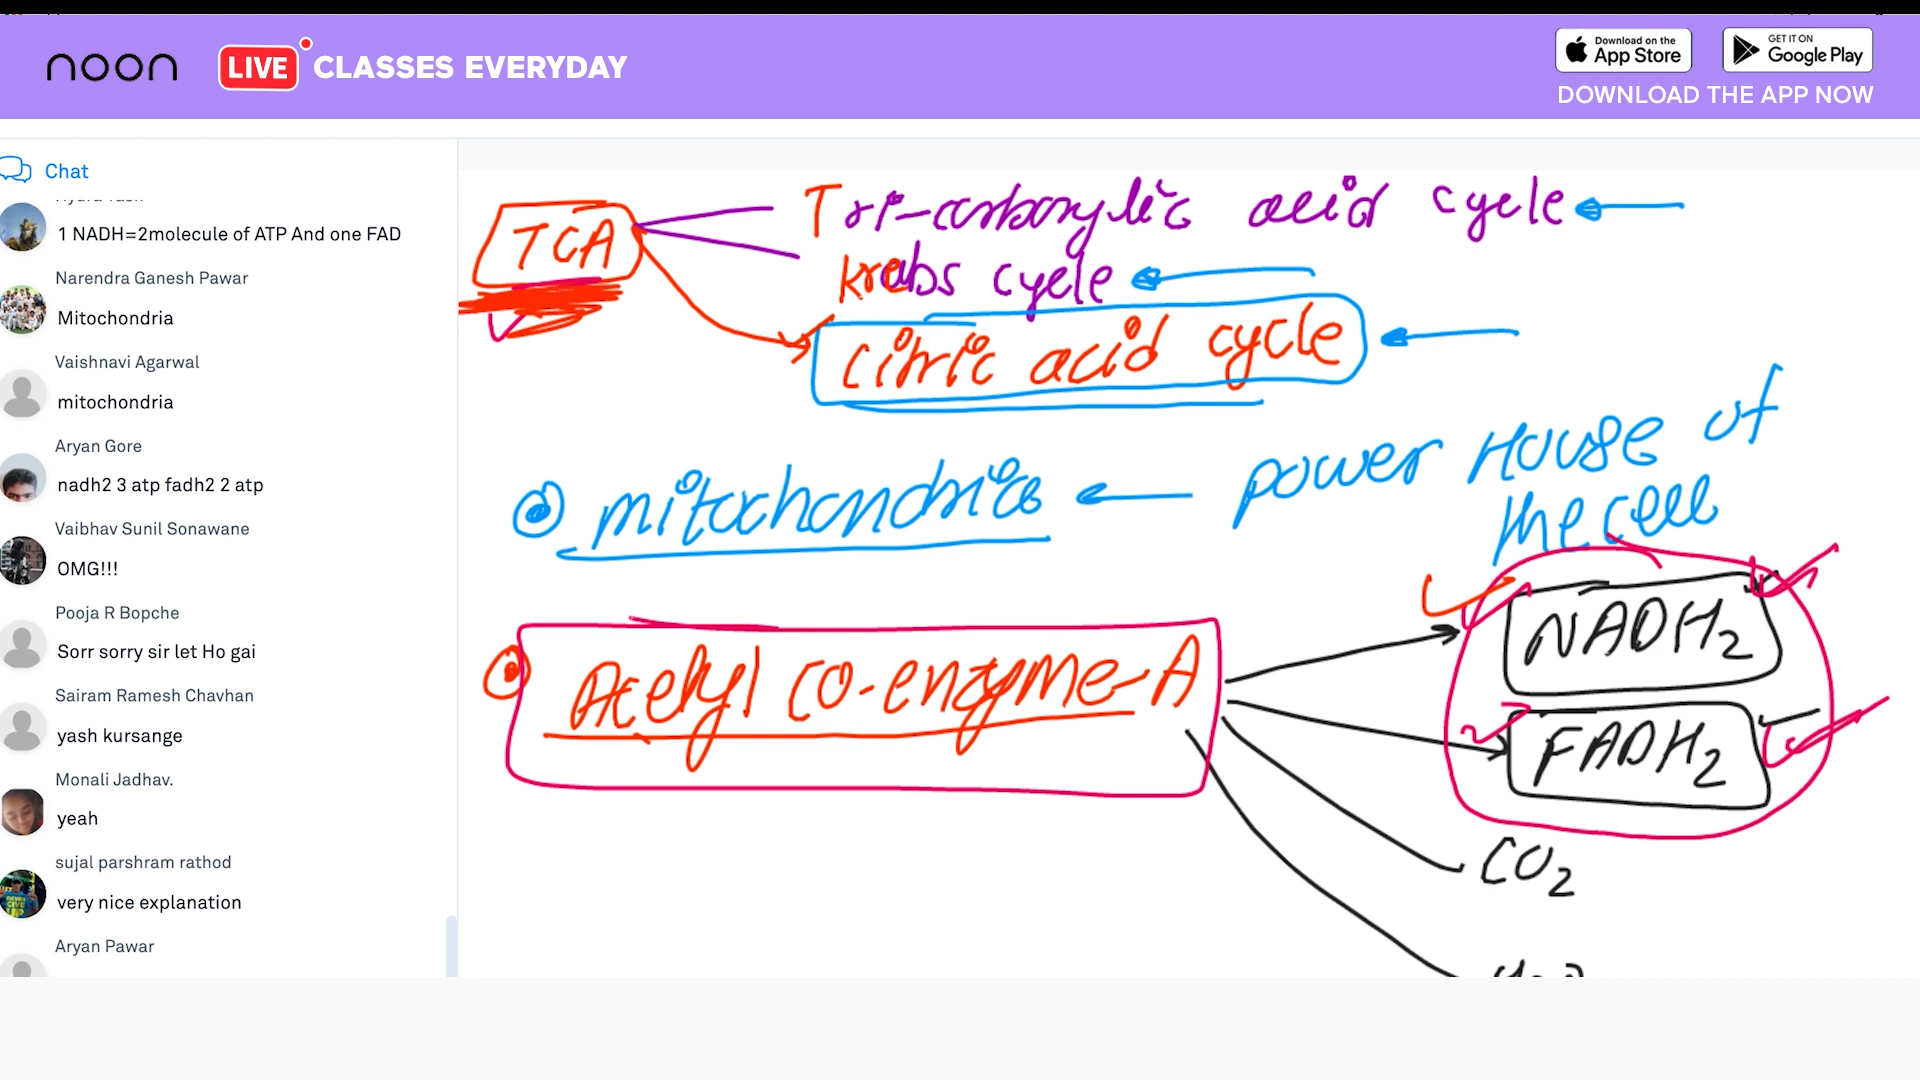 noon LIVE CLASSES EVERYDAY
Download on the App Store
GET IT ON Google Play
DOWNLOAD THE APP NOW
Chat
1 NADH=2molecule of ATP And one FAD
Narendra Ganesh Pawar
Mitochondria
Vaishnavi Agarwal
mitochondria
Aryan Gore
nadh2 3 atp fadh2 2 atp
Vaibhav Sunil Sonawane
OMG!!!
Pooja R Bopche
Sorr sorry sir let Ho gai
Sairam Ramesh Chavhan
yash kursange
Monali Jadhav.
yeah
sujal parshram rathod
very nice explanation
Aryan Pawar
TCA
Tri-carboxylic acid cycle
krebs cycle
citric acid cycle
mitochondria
power House of
the cell
Acetyl co-enzyme-A
NADH2
FADH2
CO2